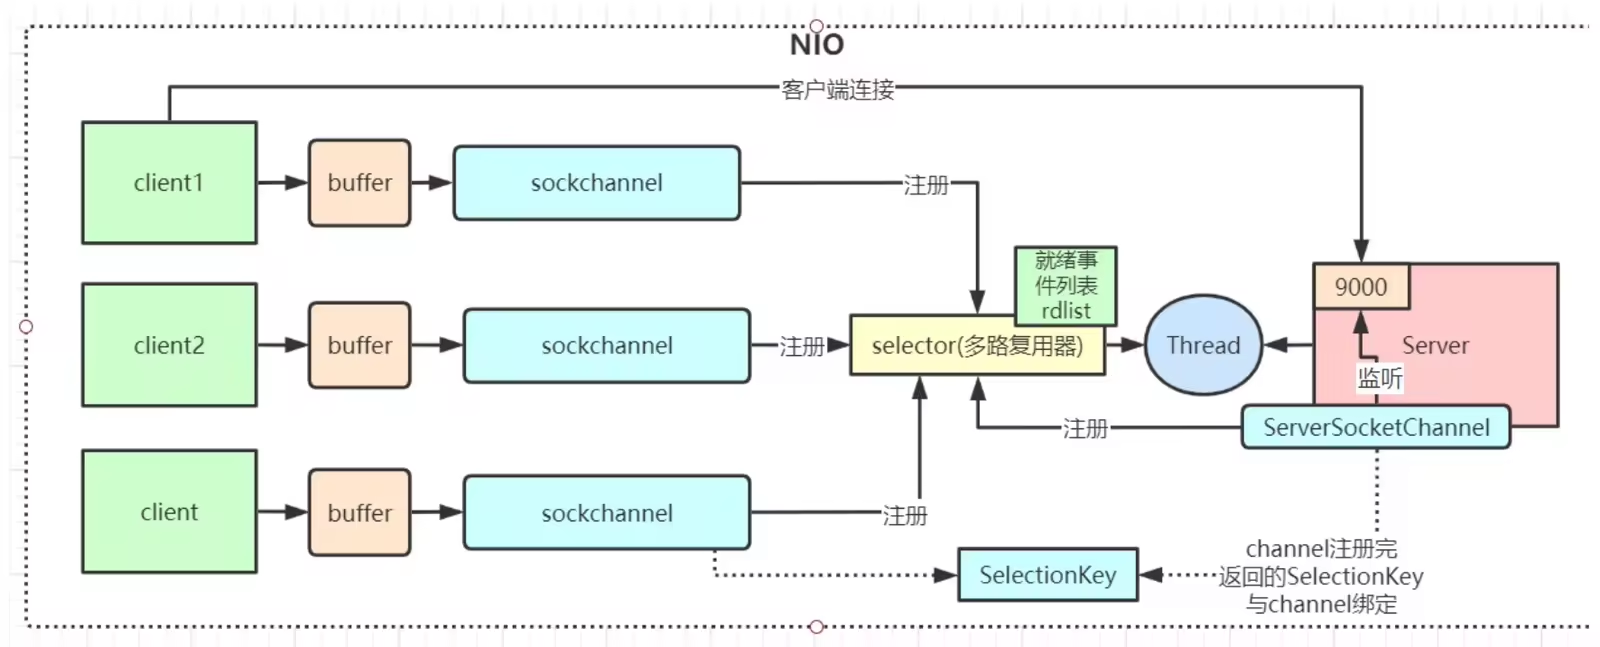 NIO
客户端连接
client1
buffer
sockchannel
注册
就绪事
件列表
rdlist
9000
client2
buffer
sockchannel
注册
selector(多路复用器)
Thread
Server
监听
注册
ServerSocketChannel
client
buffer
sockchannel
注册
SelectionKey
channel注册完
返回的SelectionKey
与channel绑定